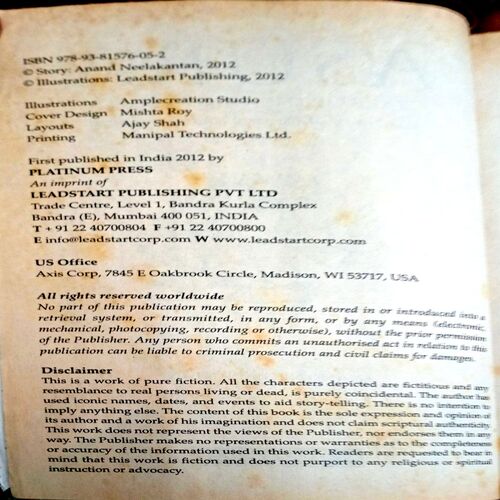 ISBN 978-93-81576-05-2
© Story: Anand Neelakantan, 2012
© Illustrations: Leadstart Publishing, 2012
Illustrations Amplecreation Studio
Cover Design Mishta Roy
Layouts Ajay Shah
Printing Manipal Technologies Ltd.
First published in India 2012 by
PLATINUM PRESS
An imprint of
LEADSTART PUBLISHING PVT LTD
Trade Centre, Level 1, Bandra Kurla Complex
Bandra (E), Mumbai 400 051, INDIA
T + 91 22 40700804 F +91 22 40700800
E info@leadstartcorp.com W www.leadstartcorp.com
US Office
Axis Corp, 7845 E Oakbrook Circle, Madison, WI 53717, USA
All rights reserved worldwide
No part of this publication may be reproduced, stored in or introduced into a
retrieval system, or transmitted, in any form, or by any means (electronic,
mechanical, photocopying, recording or otherwise), without the prior permission
of the Publisher. Any person who commits an unauthorised act in relation to this
publication can be liable to criminal prosecution and civil claims for damages.
Disclaimer
This is a work of pure fiction. All the characters depicted are fictitious and any
resemblance to real persons living or dead, is purely coincidental. The author has
used iconic names, dates, and events to aid story-telling. There is no intention to
imply anything else. The content of this book is the sole expression and opinion of
its author and a work of his imagination and does not claim scriptural authenticity.
This work does not represent the views of the Publisher, nor endorses them in any
way. The Publisher makes no representations or warranties as to the completeness
or accuracy of the information used in this work. Readers are requested to bear in
mind that this work is fiction and does not purport to any religious or spiritual
instruction or advocacy.